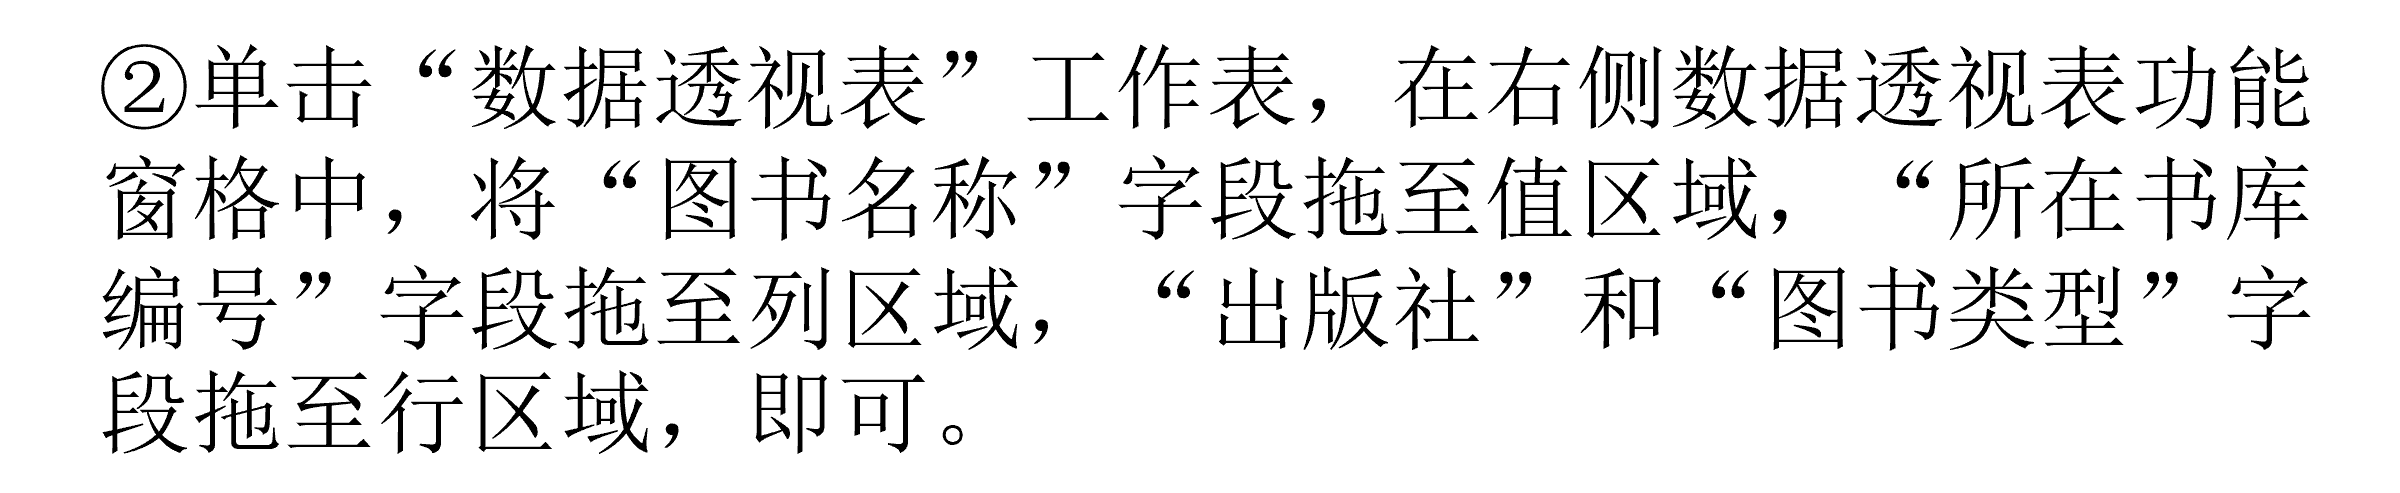 ②单击“数据透视表”工作表，在右侧数据透视表功能
窗格中，将“图书名称”字段拖至值区域，“所在书库
编号”字段拖至列区域，“出版社”和“图书类型”字
段拖至行区域，即可。